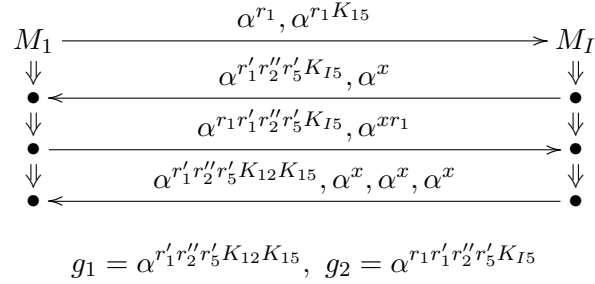 α^{r_1}, α^{r_1 K_{15}}
M_1 M_I
α^{r'_1 r''_2 r'_5 K_{I5}}, α^x
α^{r_1 r'_1 r''_2 r'_5 K_{I5}}, α^{x r_1}
α^{r'_1 r''_2 r'_5 K_{12} K_{15}}, α^x, α^x, α^x
g_1 = α^{r'_1 r''_2 r'_5 K_{12} K_{15}}, g_2 = α^{r_1 r'_1 r''_2 r'_5 K_{I5}}